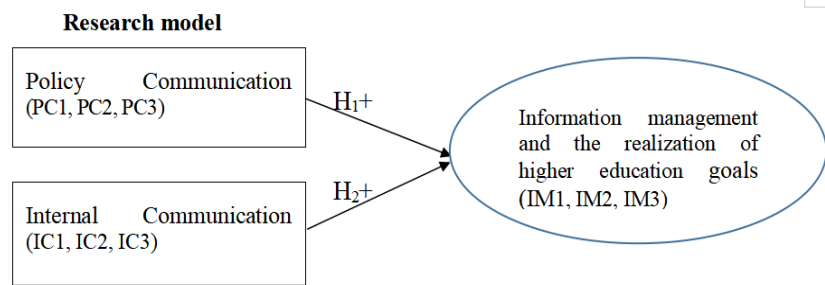 Research model
Policy Communication
(PC1, PC2, PC3)
H₁+
Information management
and the realization of
higher education goals
(IM1, IM2, IM3)
H₂+
Internal Communication
(IC1, IC2, IC3)